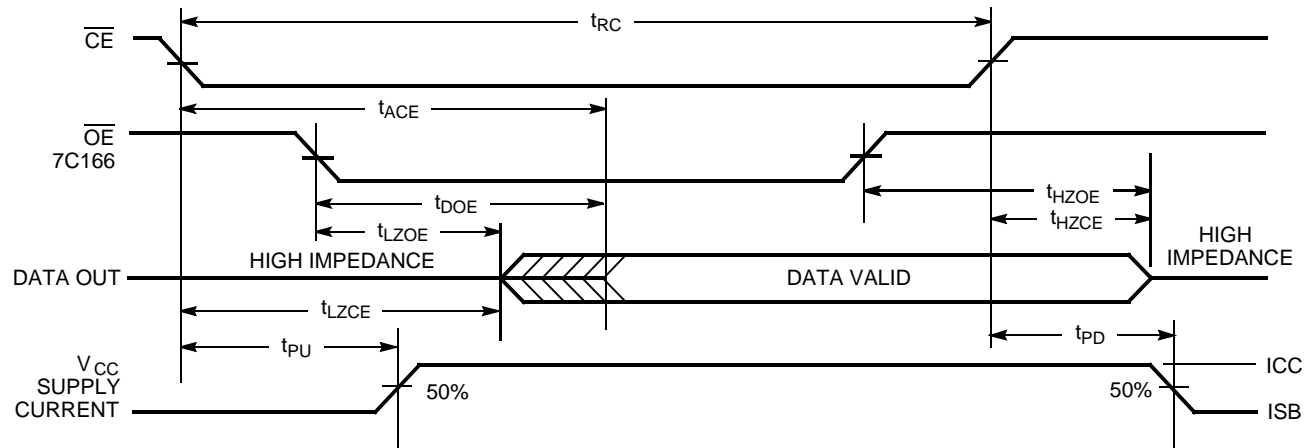 tRC
CE
tACE
OE
7C166
tDOE
tHZOE
tLZOE
tHZCE
HIGH IMPEDANCE
HIGH
IMPEDANCE
DATA OUT
DATA VALID
tLZCE
tPU
tPD
VCC
SUPPLY
CURRENT
50%
50%
ICC
ISB